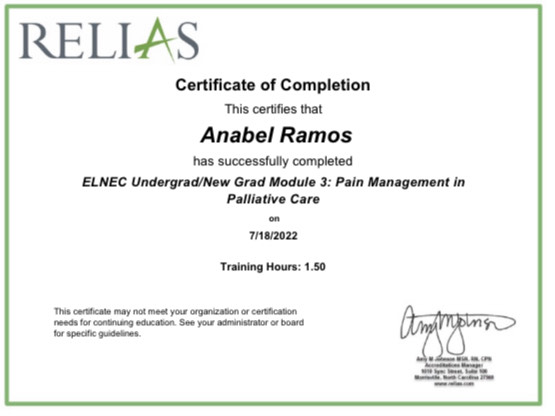 RELIAS
Certificate of Completion
This certifies that
Anabel Ramos
has successfully completed
ELNEC Undergrad/New Grad Module 3: Pain Management in
Palliative Care
on
7/18/2022
Training Hours: 1.50
This certificate may not meet your organization or certification
needs for continuing education. See your administrator or board
for specific guidelines.
Amy M Johnson MSN, RN, CPN
Accreditations Manager
1010 Sync Street, Suite 100
Morrisville, North Carolina 27560
www.relias.com